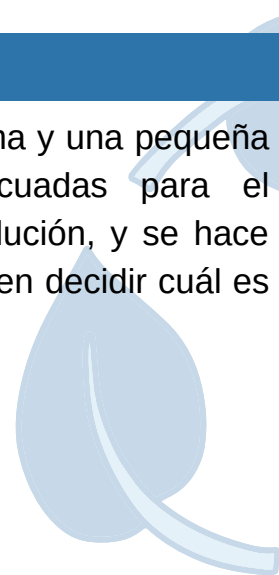 na y una pequeña
cuadas para el
lución, y se hace
en decidir cuál es